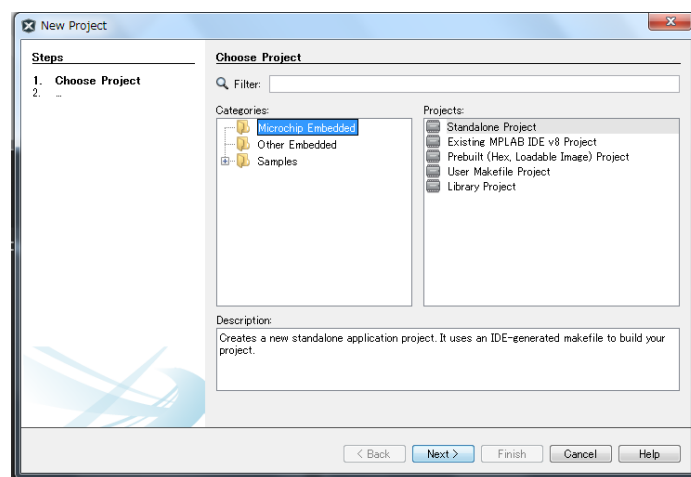 New Project
Steps
1. Choose Project
2. ...
Choose Project
Filter:
Categories:
Microchip Embedded
Other Embedded
Samples
Projects:
Standalone Project
Existing MPLAB IDE v8 Project
Prebuilt (Hex, Loadable Image) Project
User Makefile Project
Library Project
Description:
Creates a new standalone application project. It uses an IDE-generated makefile to build your
project.
< Back
Next >
Finish
Cancel
Help